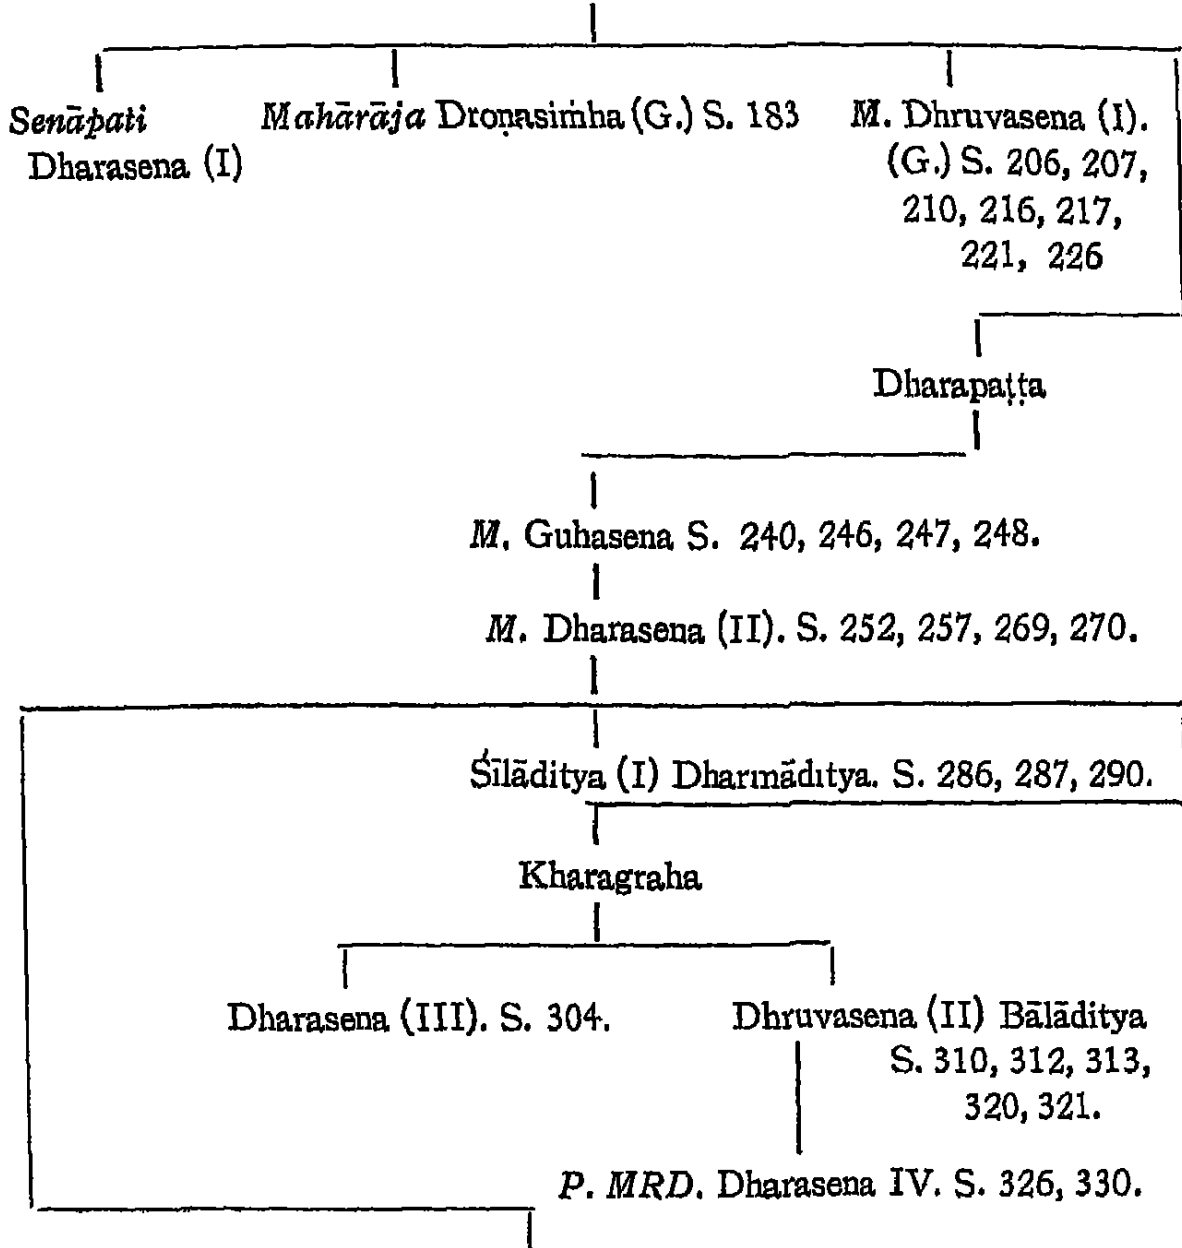 Senāpati
Dharasena (I)
Mahārāja Droṇasiṁha (G.) S. 183
M. Dhruvasena (I).
(G.) S. 206, 207,
210, 216, 217,
221, 226
Dharapaṭṭa
M. Guhasena S. 240, 246, 247, 248.
M. Dharasena (II). S. 252, 257, 269, 270.
Śīlāditya (I) Dharmāditya. S. 286, 287, 290.
Kharagraha
Dharasena (III). S. 304.
Dhruvasena (II) Bālāditya
S. 310, 312, 313,
320, 321.
P. MRD. Dharasena IV. S. 326, 330.